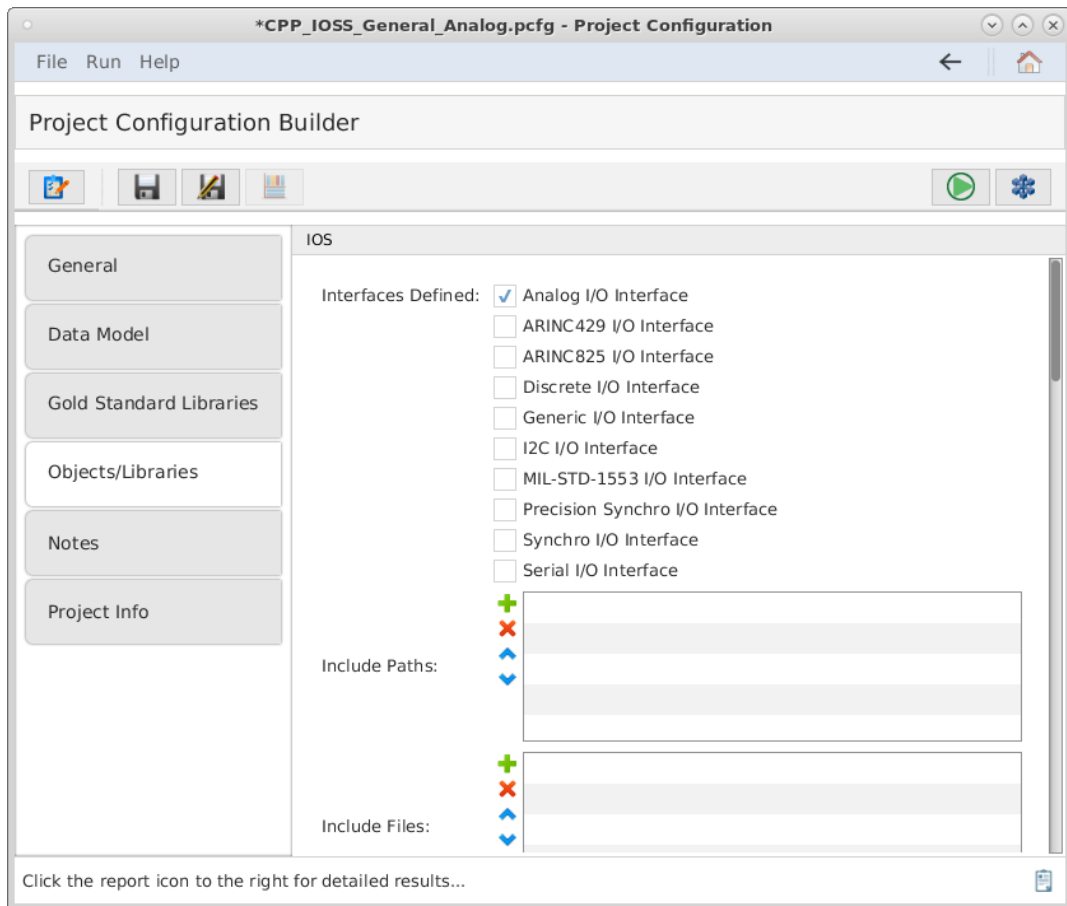 *CPP_IOSS_General_Analog.pcfg - Project Configuration
File Run Help
Project Configuration Builder
General
Data Model
Gold Standard Libraries
Objects/Libraries
Notes
Project Info
IOS
Interfaces Defined:
Analog I/O Interface
ARINC429 I/O Interface
ARINC825 I/O Interface
Discrete I/O Interface
Generic I/O Interface
I2C I/O Interface
MIL-STD-1553 I/O Interface
Precision Synchro I/O Interface
Synchro I/O Interface
Serial I/O Interface
Include Paths:
Include Files:
Click the report icon to the right for detailed results...